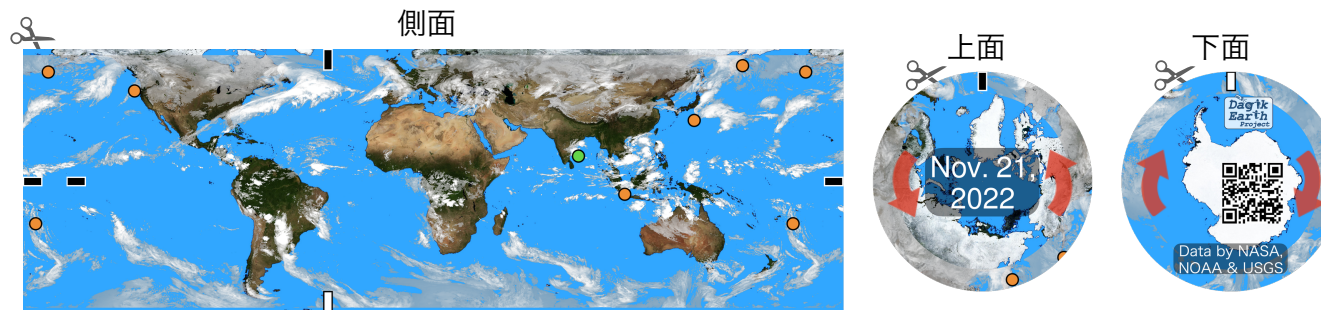 側面
上面
下面
Nov. 21,
2022
Dagik
Earth
Project
Data by NASA,
NOAA & USGS